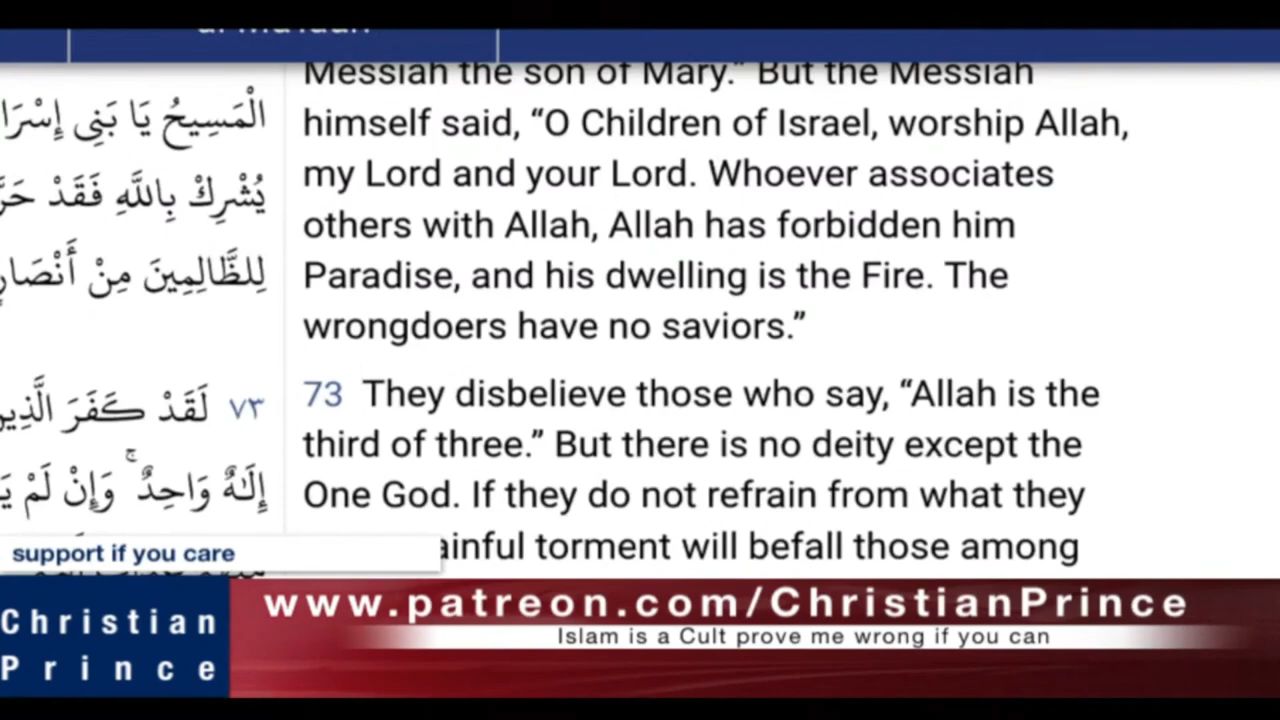 Messiah the son of Mary.” But the Messiah
himself said, “O Children of Israel, worship Allah,
my Lord and your Lord. Whoever associates
others with Allah, Allah has forbidden him
Paradise, and his dwelling is the Fire. The
wrongdoers have no saviors.”
الْمَسِيحُ يَا بَنِي
يُشْرِكْ بِاللَّهِ فَقَدْ
لِلظَّالِمِينَ مِنْ
73 They disbelieve those who say, “Allah is the
third of three.” But there is no deity except the
One God. If they do not refrain from what they
torment will befall those among
٧٣ لَقَدْ كَفَرَ
إِلَٰهٌ وَاحِدٌ ۚ وَإِنْ لَمْ
support if you care
Christian
Prince
www.patreon.com/ChristianPrince
Islam is a Cult prove me wrong if you can